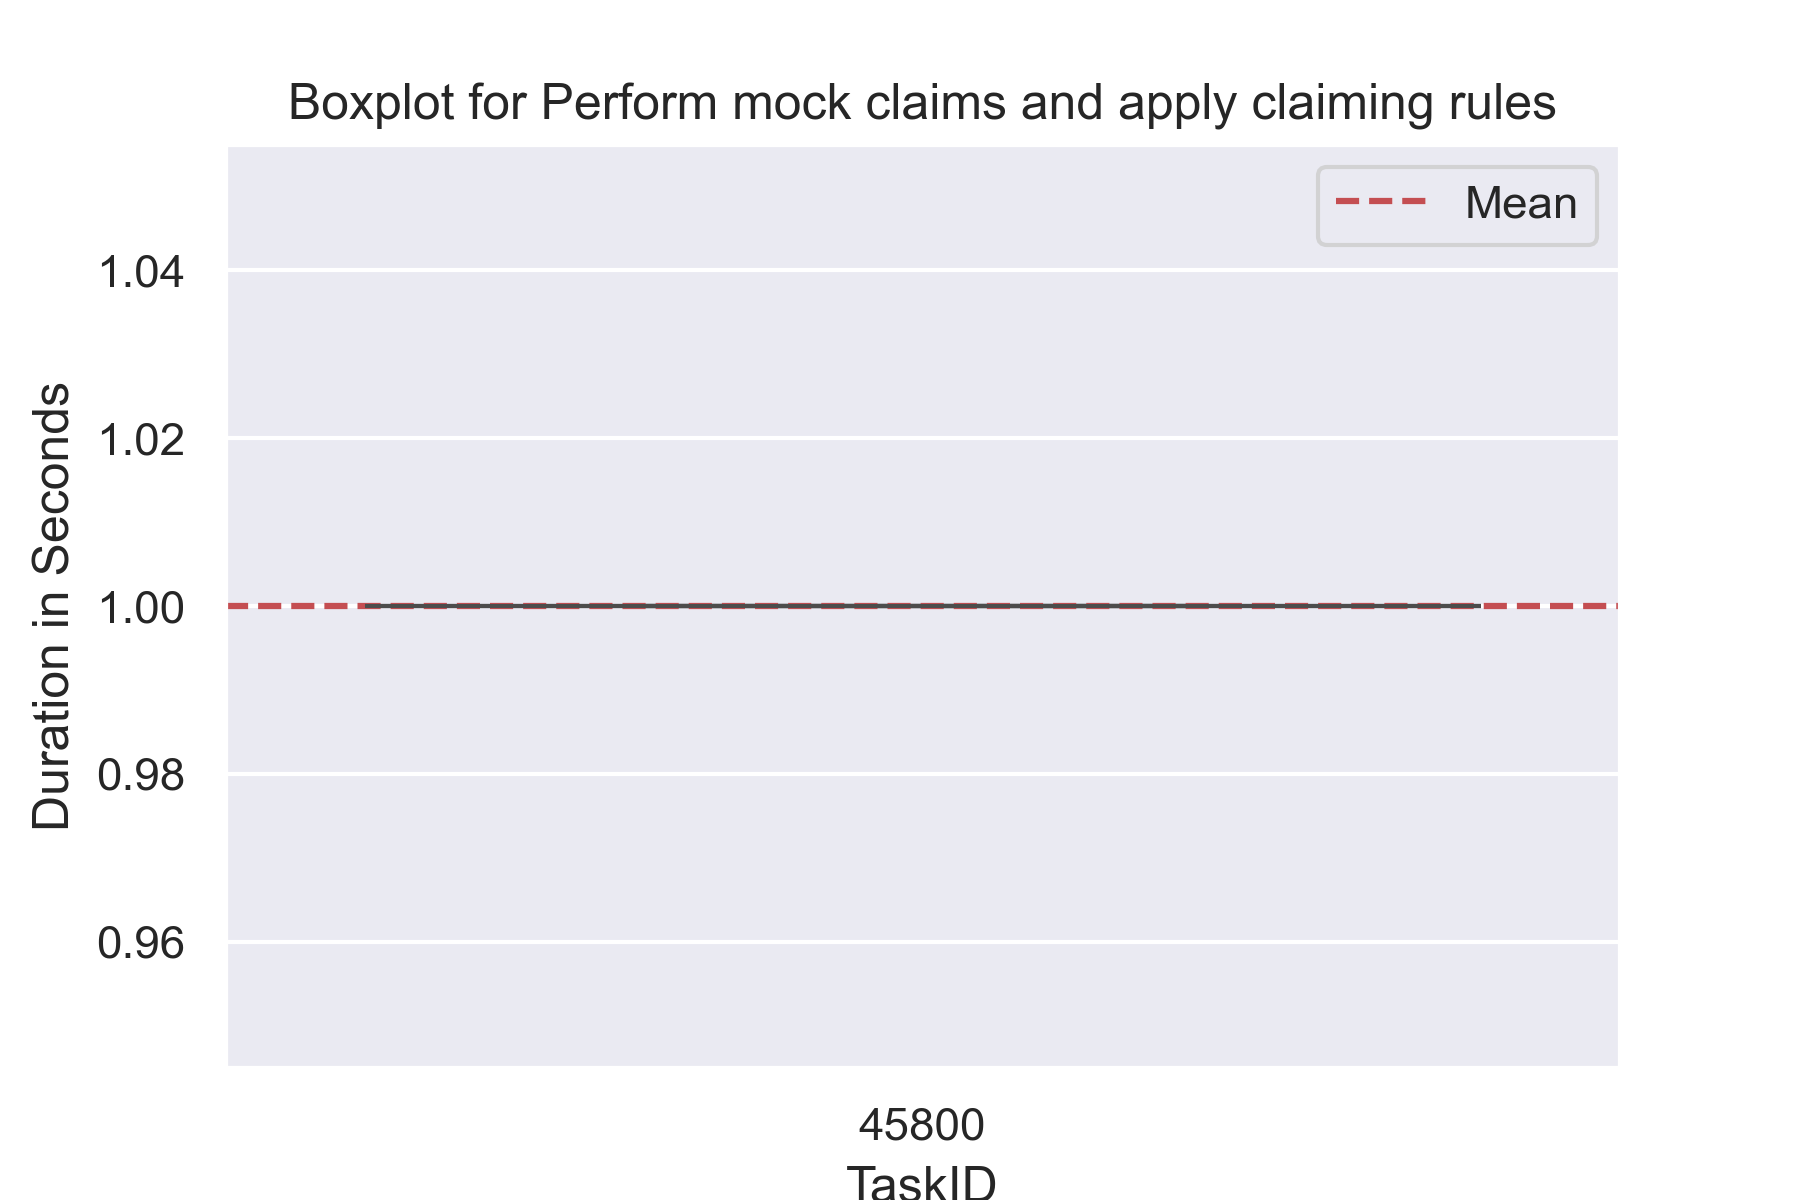 Boxplot for Perform mock claims and apply claiming rules
Mean
1.04
1.02
1.00
0.98
0.96
Duration in Seconds
45800
TaskID